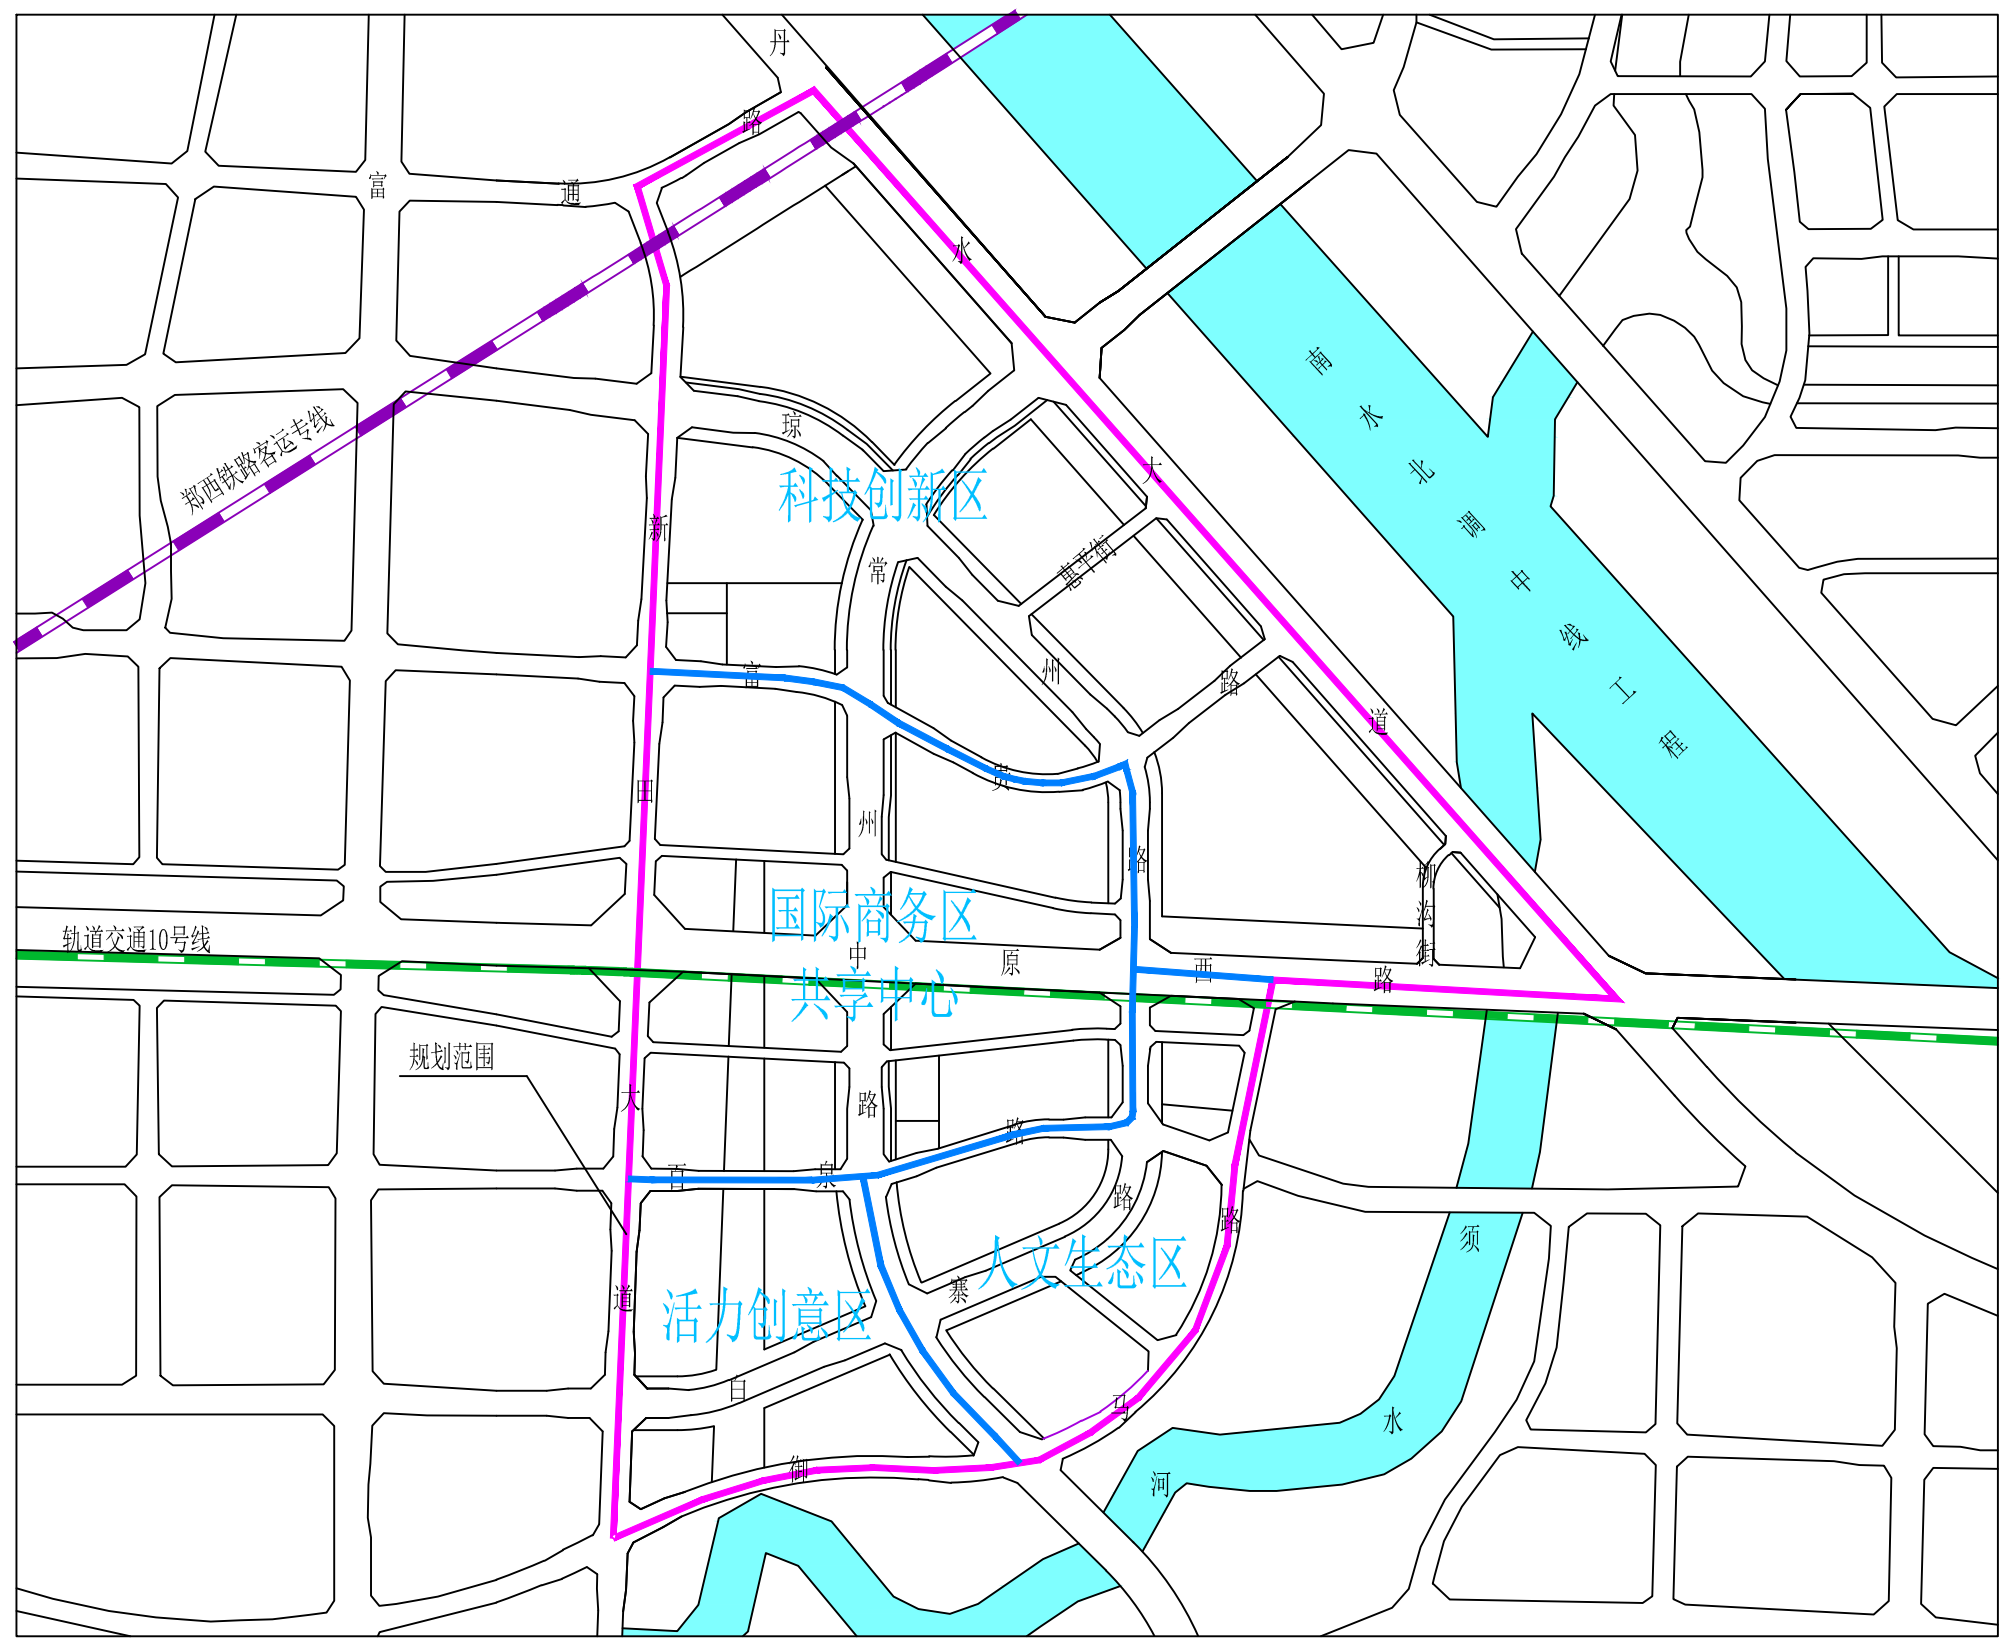 丹
水
大
道
富
通
路
郑西铁路客运专线
琼
州
路
科技创新区
常
州
路
惠平街
新
田
大
道
富
贵
路
南水北调中线工程
国际商务区
共享中心
柳沟街
轨道交通10号线
中
原
西
路
规划范围
百
泉
路
人文生态区
活力创意区
白
寨
路
御
马
路
须
水
河